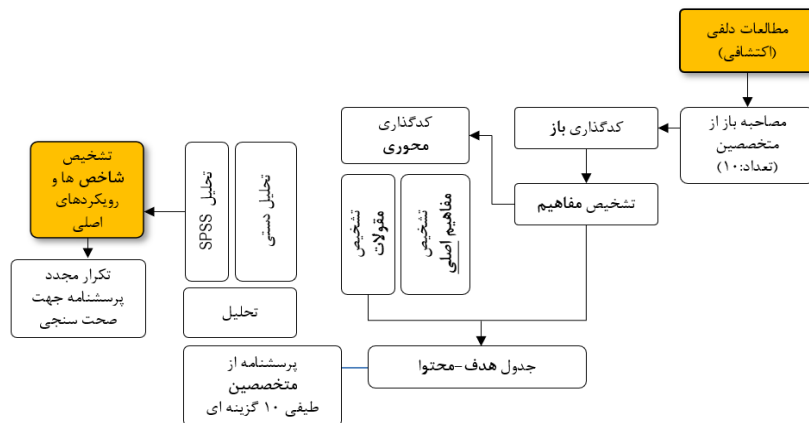 مطالعات دلفی
(اکتشافی)
مصاحبه باز از
متخصصین
(تعداد:۱۰)
کدگذاری باز
تشخیص مفاهیم
کدگذاری
محوری
تشخیص
مفاهیم اصلی
تشخیص
مقولات
جدول هدف-محتوا
پرسشنامه از
متخصصین
طیفی ۱۰ گزینه ای
تحلیل
تحلیل دستی
تحلیل SPSS
تشخیص
شاخص ها و
رویکردهای
اصلی
تکرار مجدد
پرسشنامه جهت
صحت سنجی